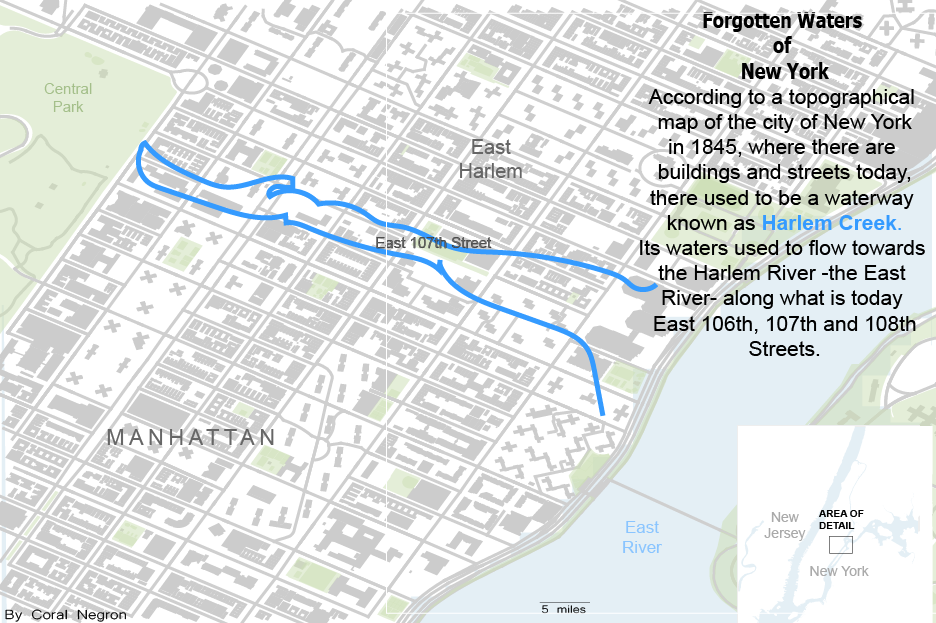 Forgotten Waters
of
New York
According to a topographical
map of the city of New York
in 1845, where there are
buildings and streets today,
there used to be a waterway
known as Harlem Creek.
Its waters used to flow towards
the Harlem River -the East
River- along what is today
East 106th, 107th and 108th
Streets.
Central
Park
East
Harlem
East 107th Street
MANHATTAN
East
River
New
Jersey
AREA OF
DETAIL
New York
5 miles
By Coral Negron